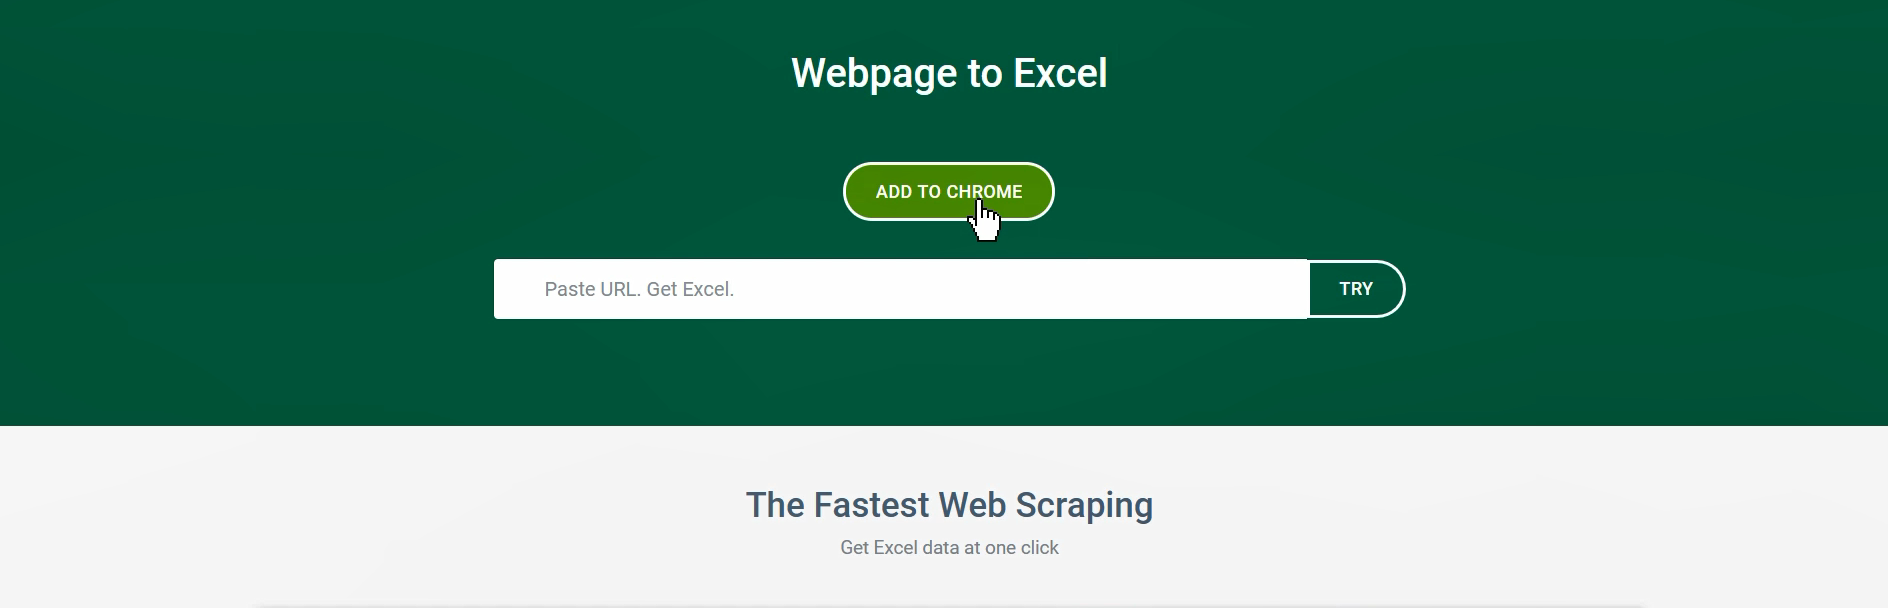 Webpage to Excel
ADD TO CHROME
Paste URL. Get Excel.
TRY
The Fastest Web Scraping
Get Excel data at one click